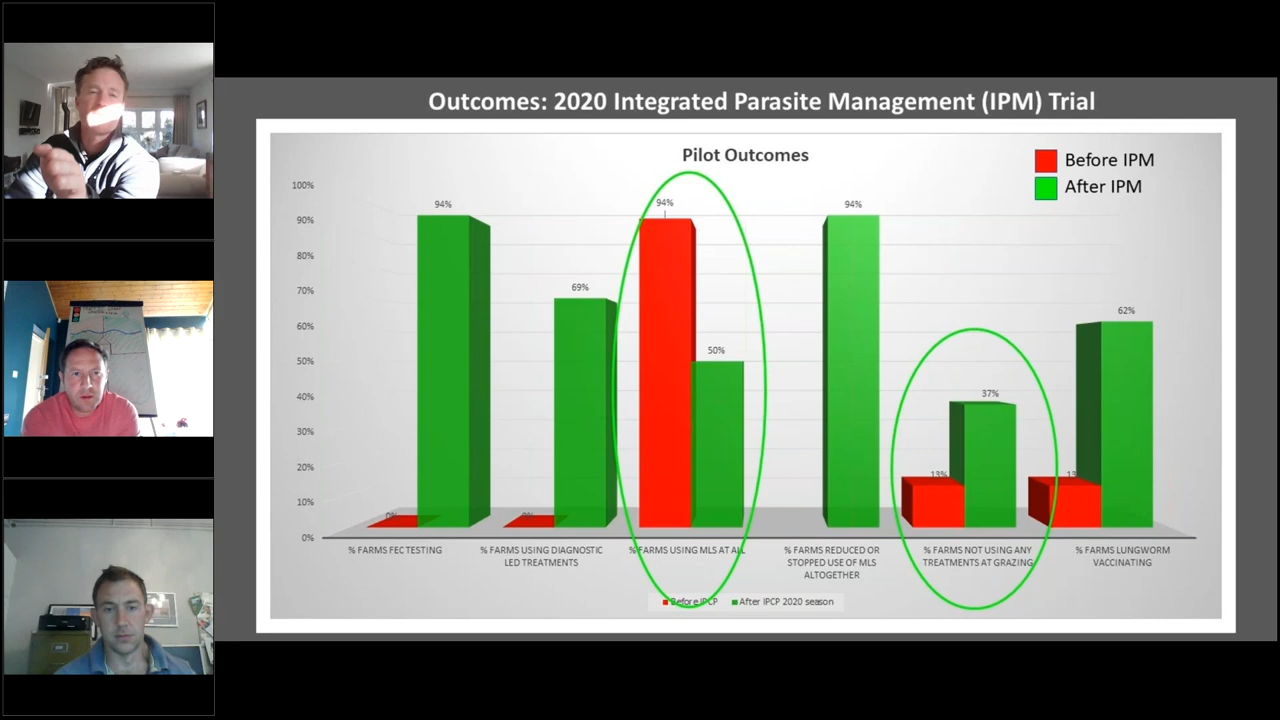 Outcomes: 2020 Integrated Parasite Management (IPM) Trial
Pilot Outcomes
Before IPM
After IPM
100%
90%
80%
70%
60%
50%
40%
30%
20%
10%
0%
94%
69%
94%
50%
94%
37%
62%
0%
0%
13%
13
% FARMS FEC TESTING
% FARMS USING DIAGNOSTIC
LED TREATMENTS
% FARMS USING MLS AT ALL
% FARMS REDUCED OR
STOPPED USE OF MLS
ALTOGETHER
% FARMS NOT USING ANY
TREATMENTS AT GRAZING
% FARMS LUNGWORM
VACCINATING
Before IPCP
After IPCP 2020 season